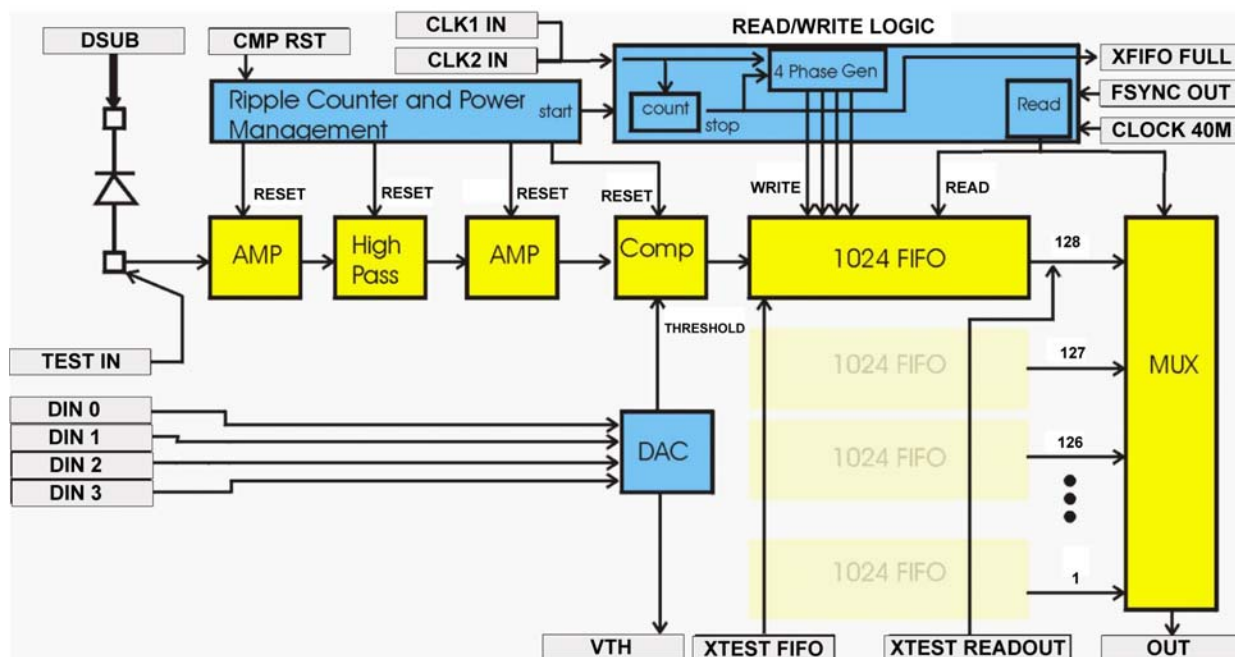 CLK1 IN
READ/WRITE LOGIC
DSUB
CMP RST
CLK2 IN
4 Phase Gen
XFIFO FULL
Ripple Counter and Power
Management
start
count
stop
Read
FSYNC OUT
CLOCK 40M
RESET
RESET
RESET
RESET
WRITE
READ
AMP
High
Pass
AMP
Comp
1024 FIFO
128
THRESHOLD
TEST IN
1024 FIFO
127
MUX
DIN 0
DIN 1
DIN 2
DIN 3
DAC
1024 FIFO
126
1024 FIFO
1
VTH
XTEST FIFO
XTEST READOUT
OUT